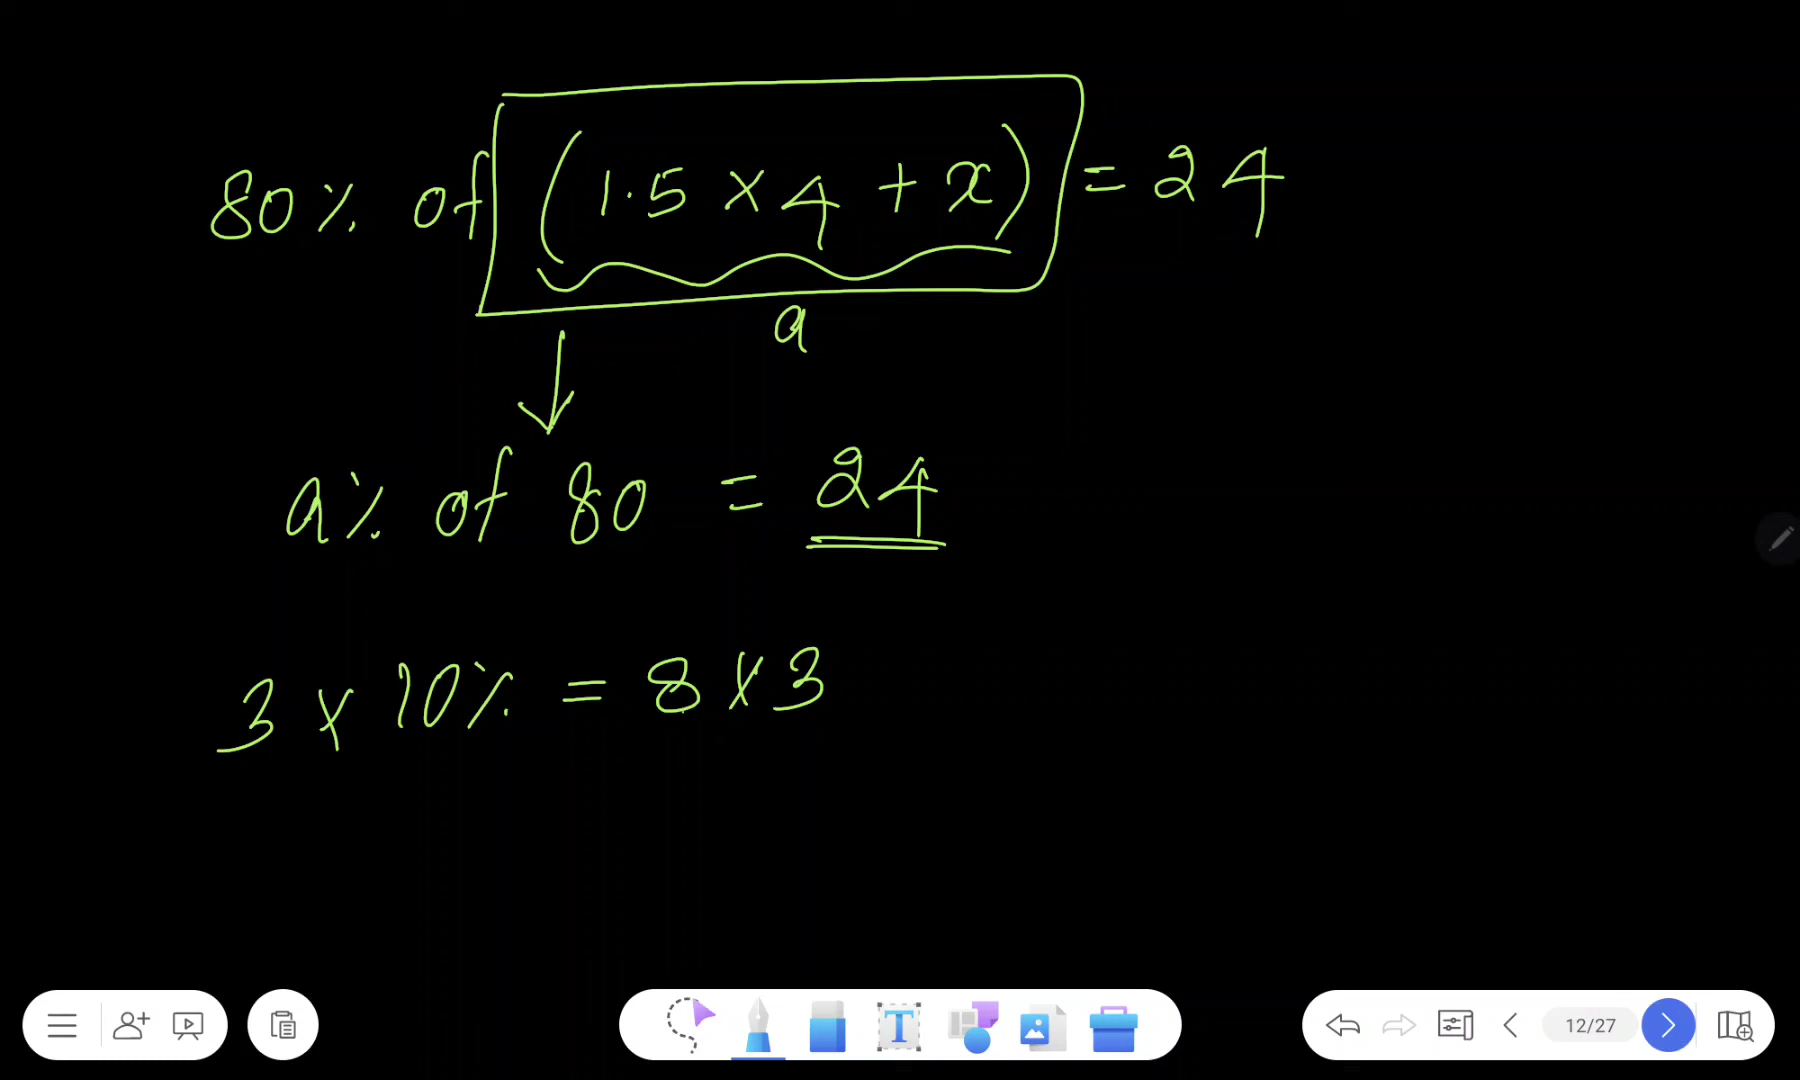 80% of (1.5 × 4 + x) = 24
a
a% of 80 = 24
3 × 10% = 8 × 3
T
12/27